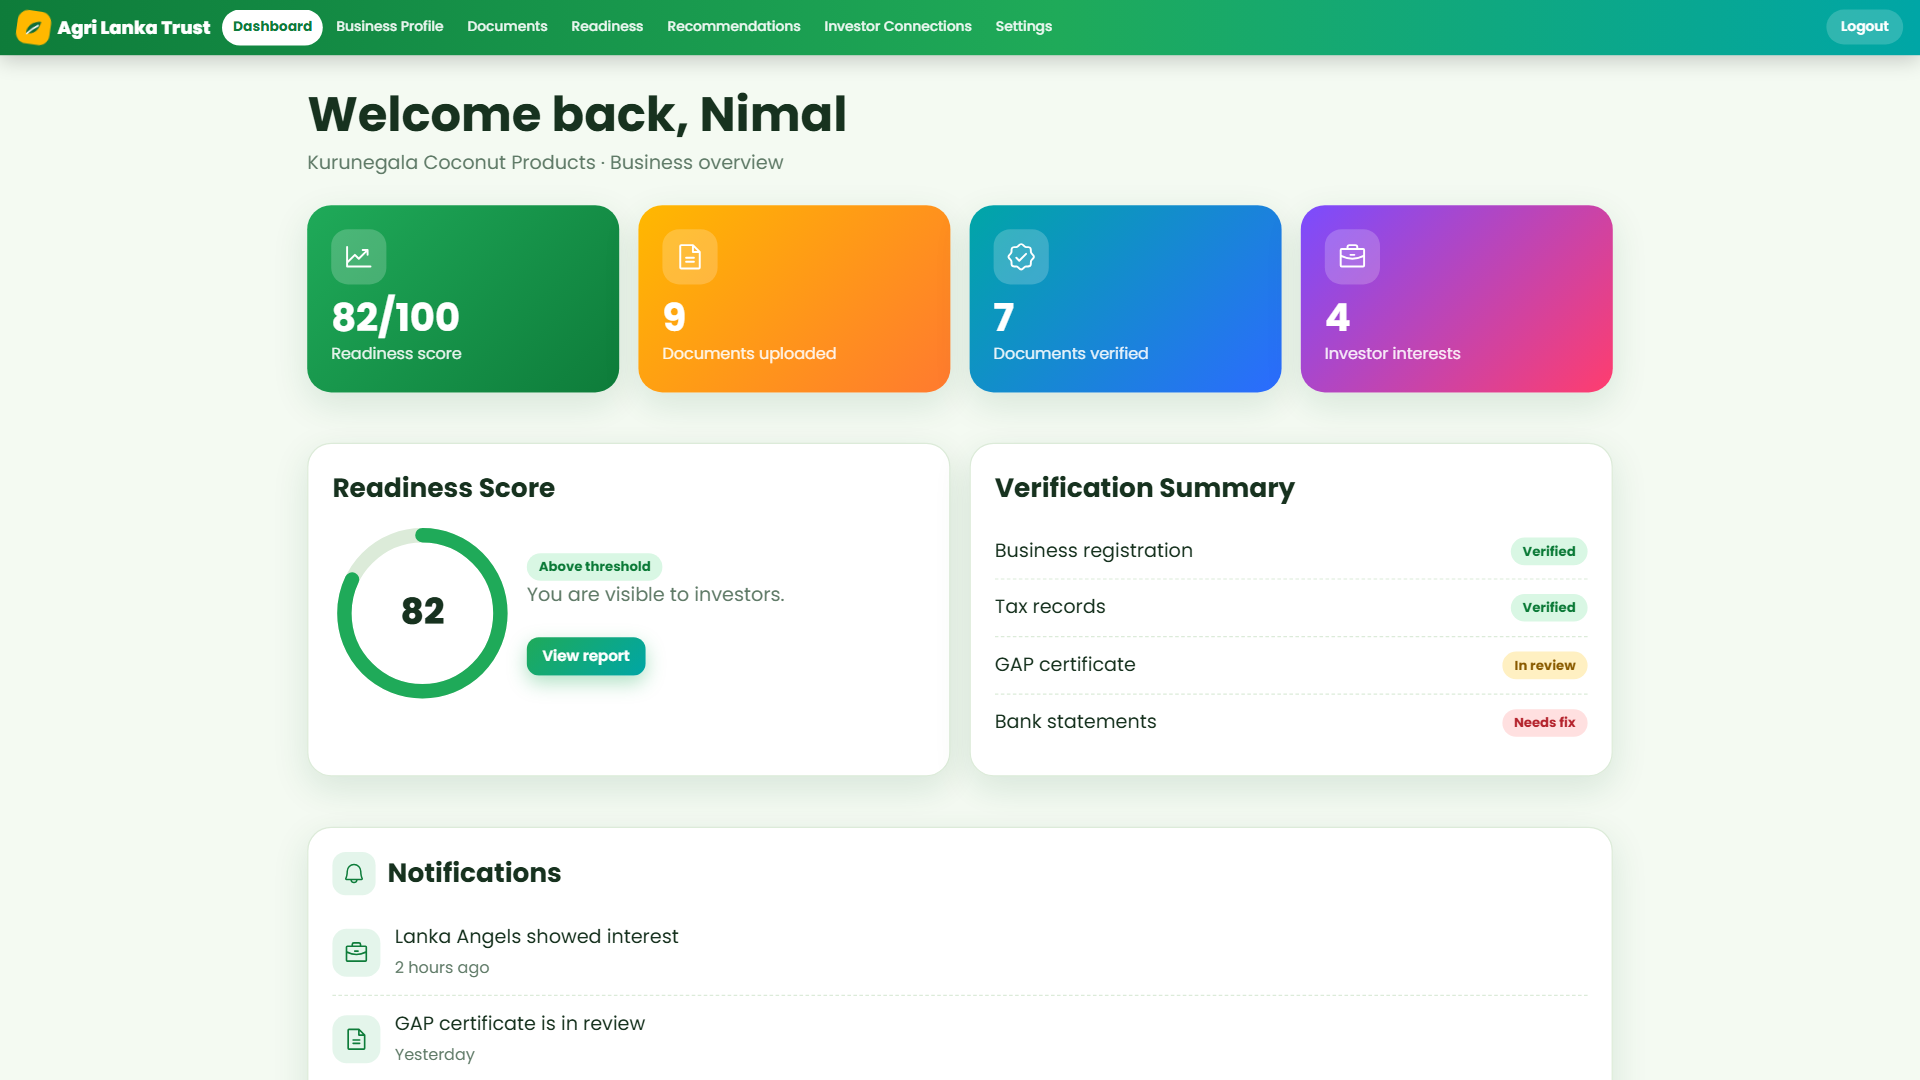 Agri Lanka Trust
Dashboard
Business Profile
Documents
Readiness
Recommendations
Investor Connections
Settings
Logout
Welcome back, Nimal
Kurunegala Coconut Products · Business overview
82/100
Readiness score
9
Documents uploaded
7
Documents verified
4
Investor interests
Readiness Score
82
Above threshold
You are visible to investors.
View report
Verification Summary
Business registration
Verified
Tax records
Verified
GAP certificate
In review
Bank statements
Needs fix
Notifications
Lanka Angels showed interest
2 hours ago
GAP certificate is in review
Yesterday